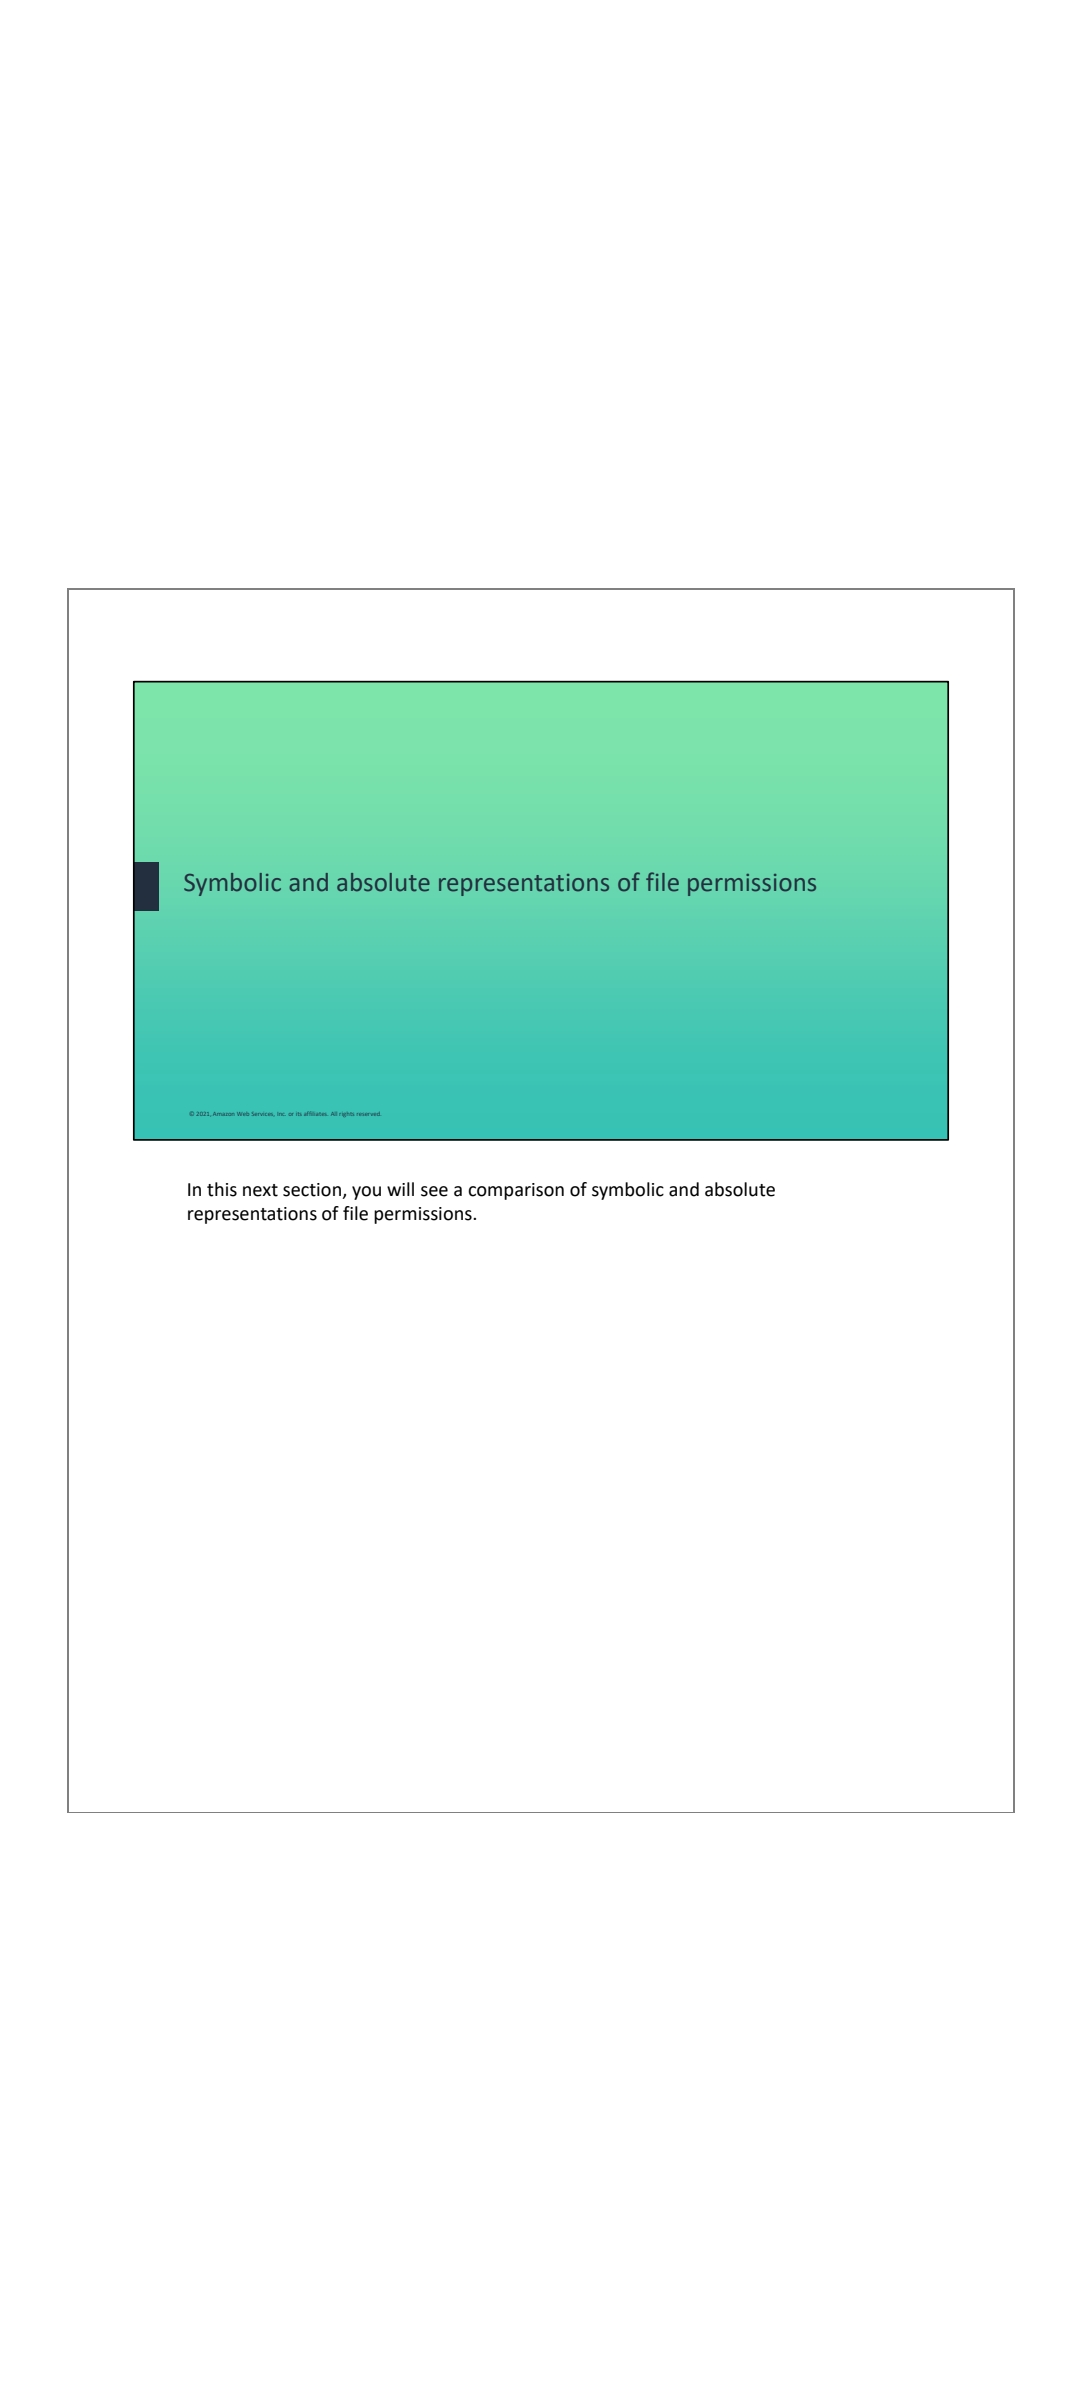 Symbolic and absolute representations of file permissions
© 2021, Amazon Web Services, Inc. or its affiliates. All rights reserved.
In this next section, you will see a comparison of symbolic and absolute
representations of file permissions.